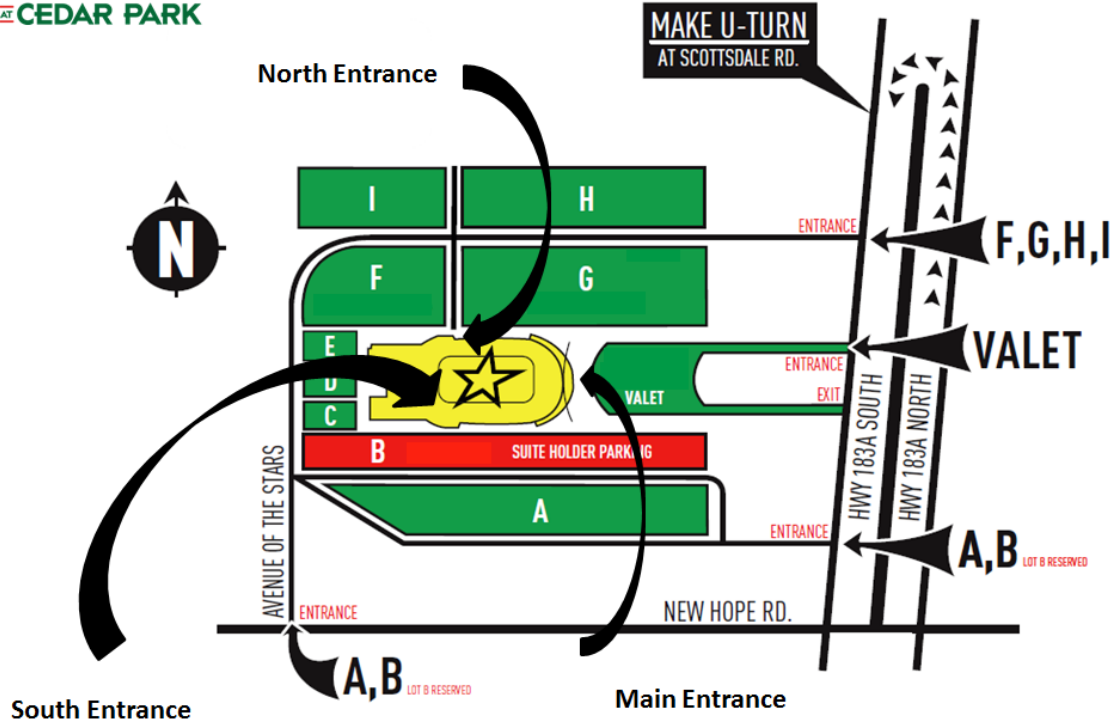 AT CEDAR PARK
MAKE U-TURN
AT SCOTTSDALE RD.
North Entrance
N
I
H
ENTRANCE
F,G,H,I
F
G
E
D
C
VALET
ENTRANCE
EXIT
VALET
B
SUITE HOLDER PARKING
A
HWY 183A SOUTH
HWY 183A NORTH
AVENUE OF THE STARS
ENTRANCE
A,B LOT B RESERVED
ENTRANCE
NEW HOPE RD.
A,B LOT B RESERVED
South Entrance
Main Entrance